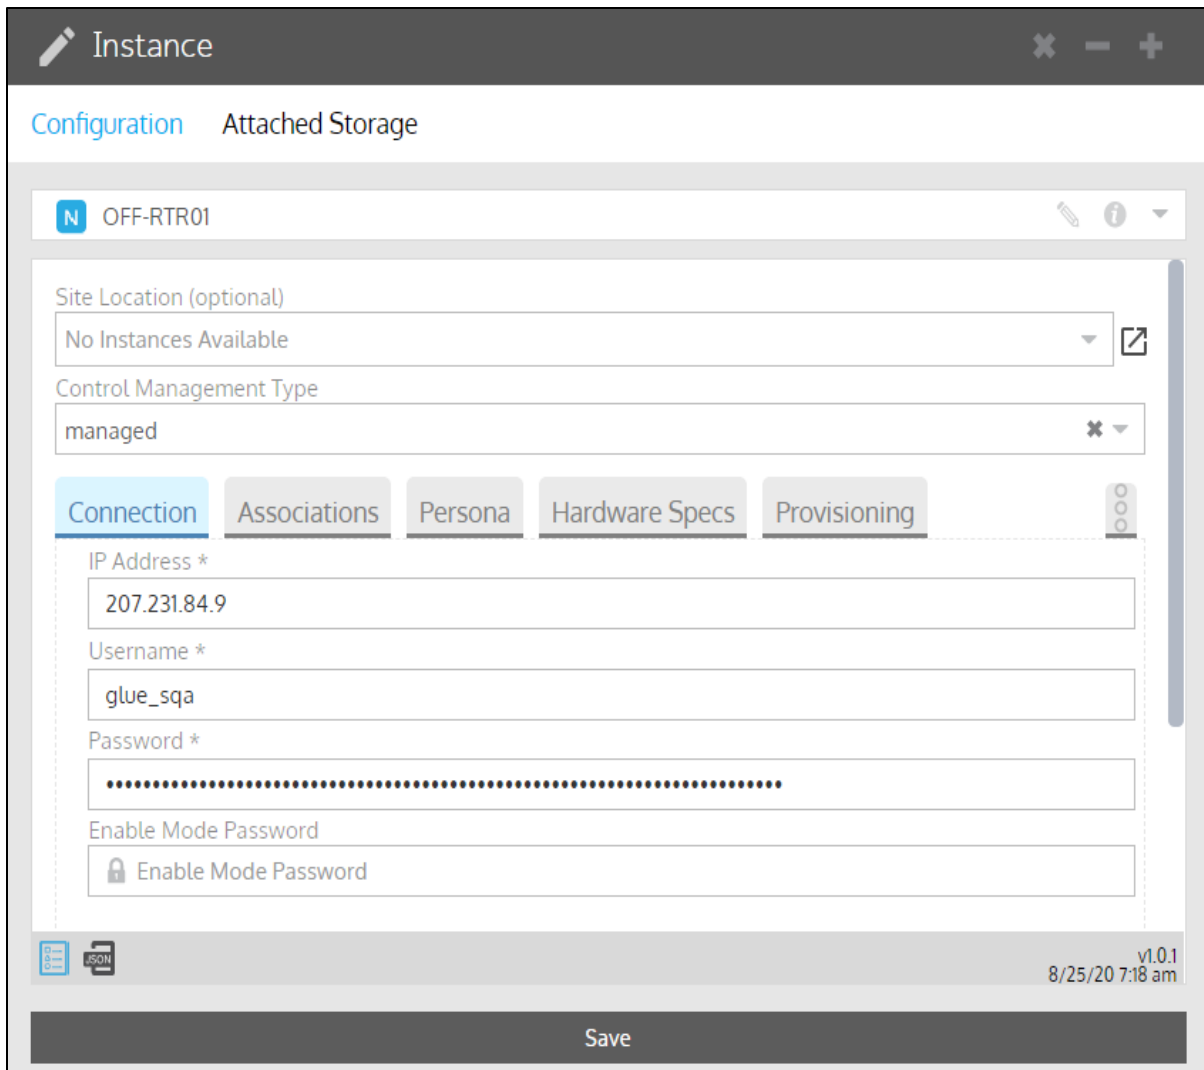 Instance
Configuration Attached Storage
N OFF-RTR01
Site Location (optional)
No Instances Available
Control Management Type
managed
Connection Associations Persona Hardware Specs Provisioning
IP Address *
207.231.84.9
Username *
glue_sqa
Password *
•••••••••••••••••••••••••••••••••••••••••••••••••••••••••••••••••••••••••
Enable Mode Password
Enable Mode Password
JSON
v1.0.1
8/25/20 7:18 am
Save